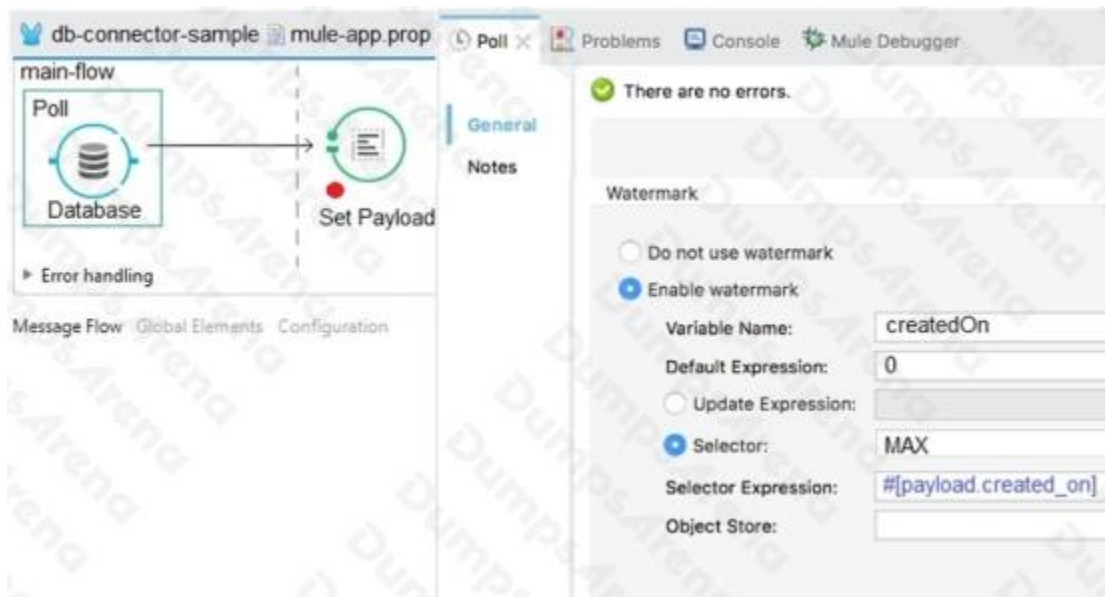 db-connector-sample mule-app.prop
main-flow
Poll
Database
Set Payload
Error handling
Message Flow Global Elements Configuration
Poll Problems Console Mule Debugger
There are no errors.
General
Notes
Watermark
Do not use watermark
Enable watermark
Variable Name: createdOn
Default Expression: 0
Update Expression:
Selector: MAX
Selector Expression: #[payload.created_on]
Object Store:
DumpsArena